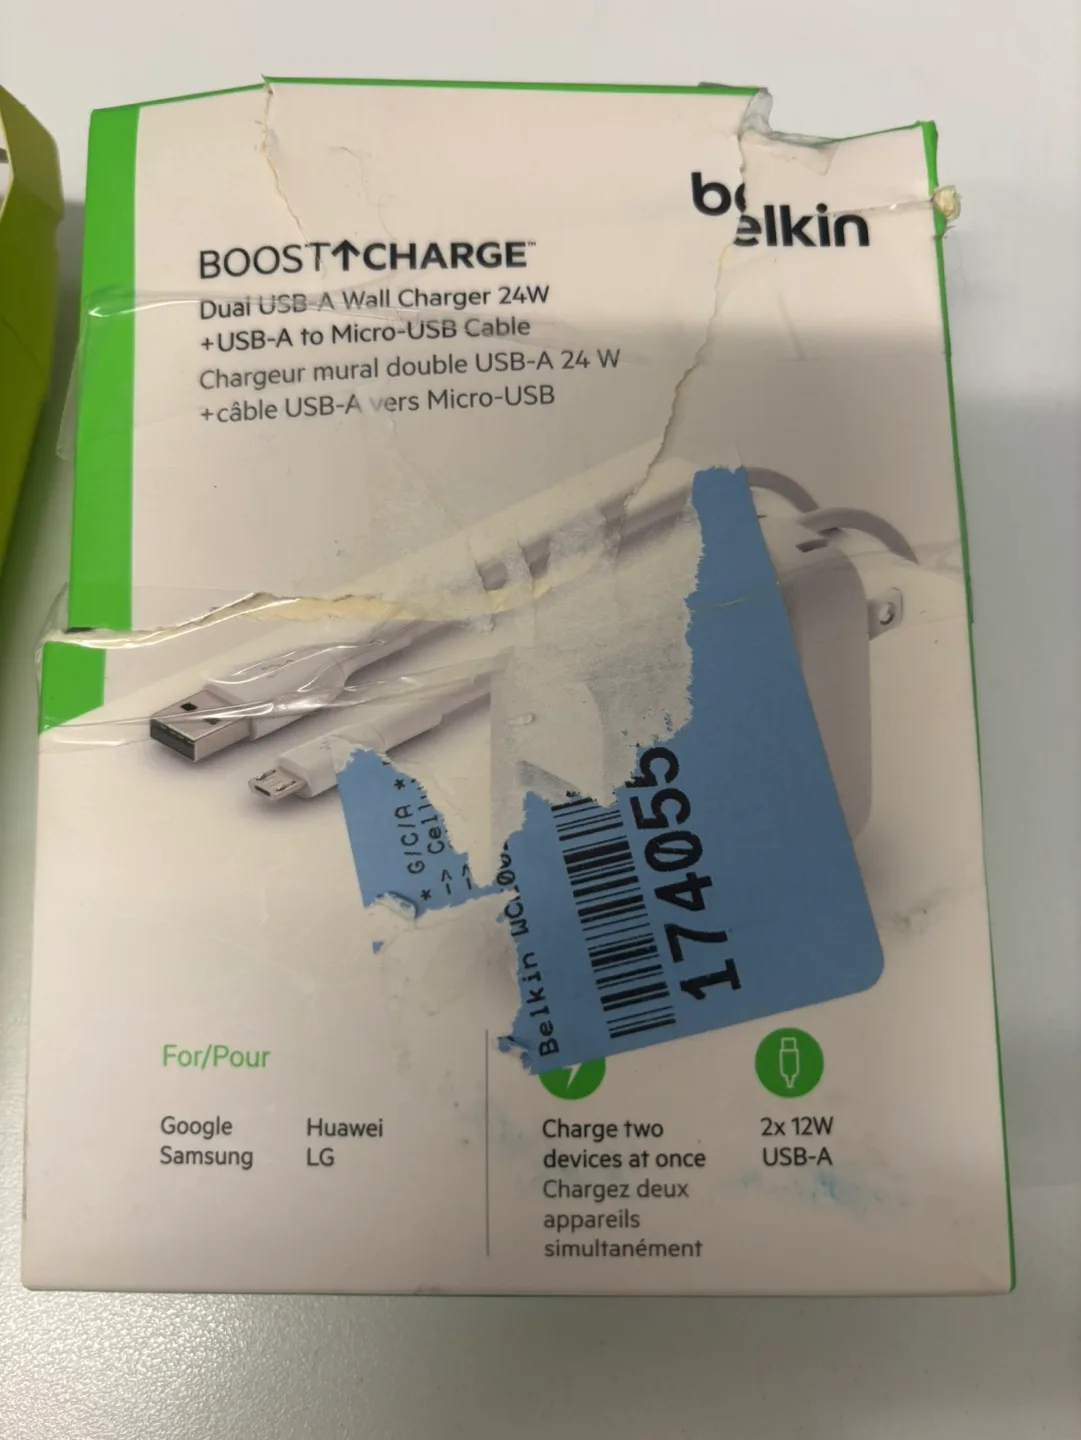 belkin
BOOST↑CHARGE™
Dual USB-A Wall Charger 24W
+USB-A to Micro-USB Cable
Chargeur mural double USB-A 24 W
+câble USB-A vers Micro-USB
* G/C/A *
Belkin
174055
For/Pour
Google
Samsung
Huawei
LG
Charge two
devices at once
Chargez deux
appareils
simultanément
2x 12W
USB-A